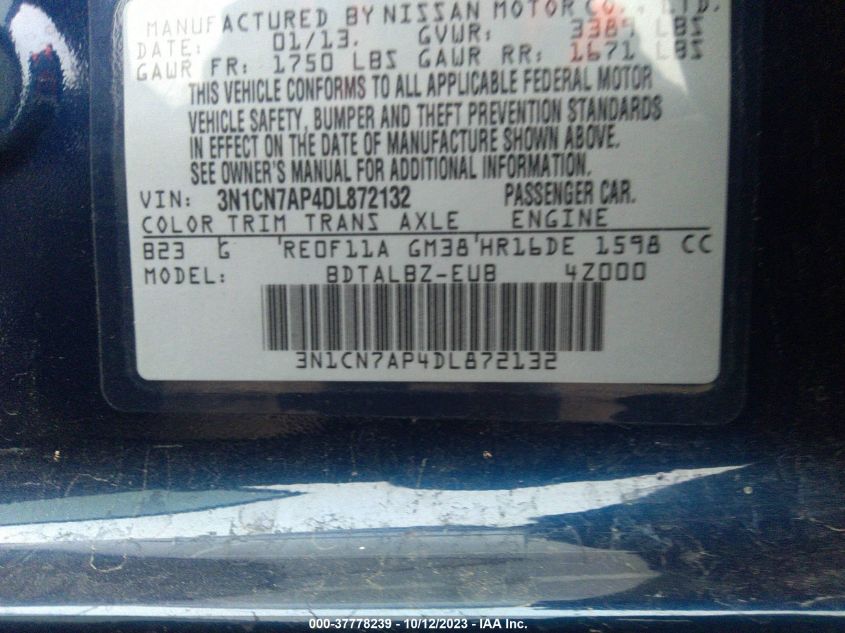 MANUFACTURED BY NISSAN MOTOR CO., LTD.
DATE: 01/13. GVWR: 3389 LBS
GAWR FR: 1750 LBS GAWR RR: 1671 LBS
THIS VEHICLE CONFORMS TO ALL APPLICABLE FEDERAL MOTOR
VEHICLE SAFETY, BUMPER AND THEFT PREVENTION STANDARDS
IN EFFECT ON THE DATE OF MANUFACTURE SHOWN ABOVE.
SEE OWNER'S MANUAL FOR ADDITIONAL INFORMATION.
VIN: 3N1CN7AP4DL872132 PASSENGER CAR.
COLOR TRIM TRANS AXLE ENGINE
B23 G 'RE0F11A GM38'HR16DE 1598 CC
MODEL: BDTALBZ-EUB 4Z000
3N1CN7AP4DL872132
000-37778239 - 10/12/2023 - IAA Inc.